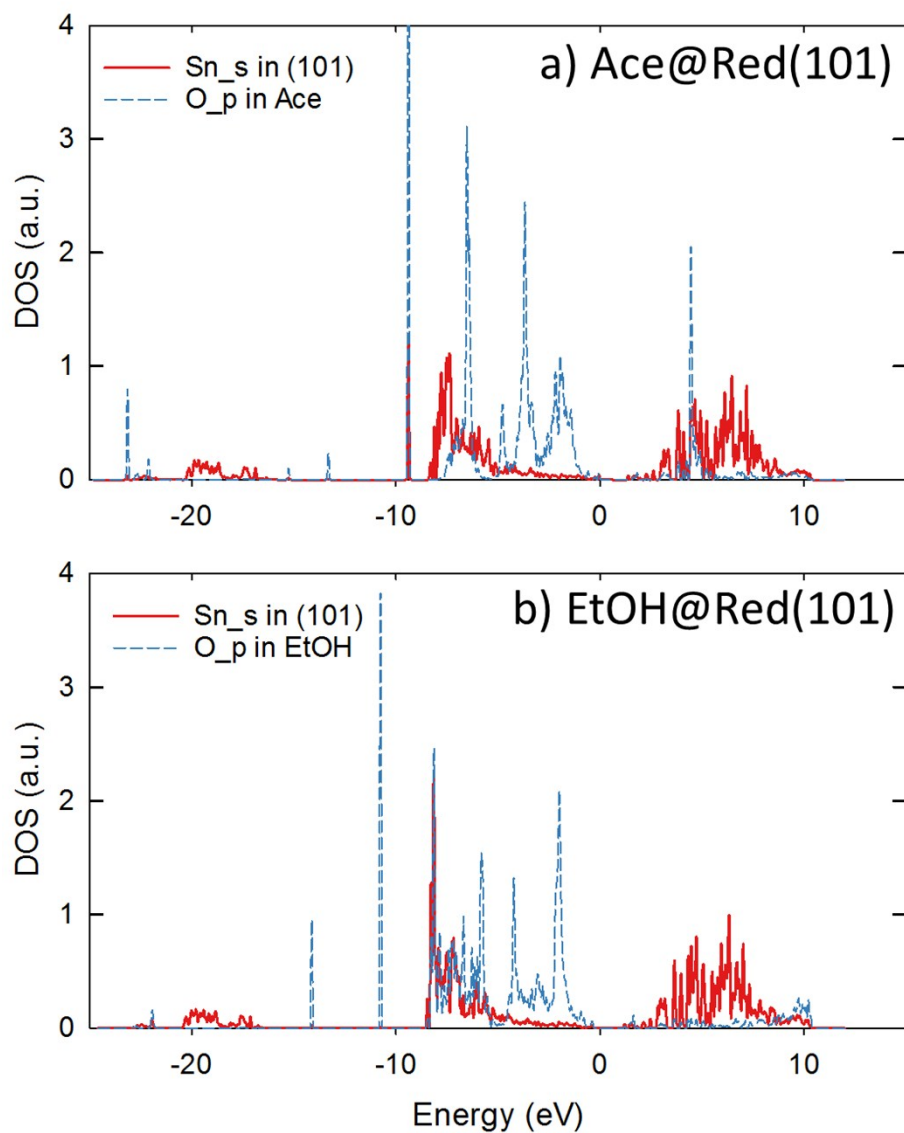 4
Sn_s in (101)
a) Ace@Red(101)
O_p in Ace
3
DOS (a.u.)
2
1
0
-20
-10
0
10
4
Sn_s in (101)
b) EtOH@Red(101)
O_p in EtOH
3
DOS (a.u.)
2
1
0
-20
-10
0
10
Energy (eV)